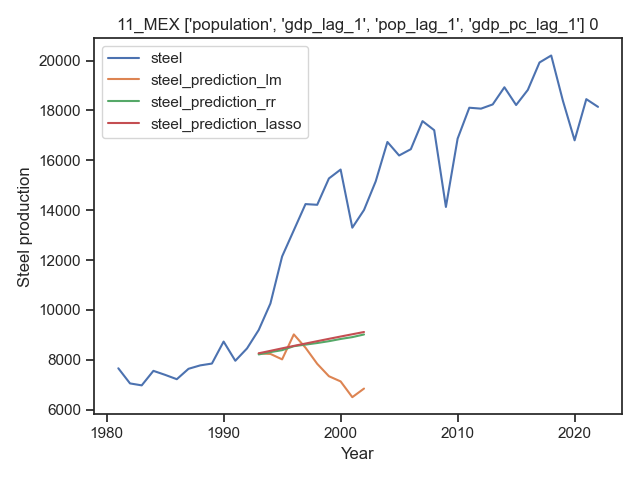 11_MEX ['population', 'gdp_lag_1', 'pop_lag_1', 'gdp_pc_lag_1'] 0
steel
steel_prediction_lm
steel_prediction_rr
steel_prediction_lasso
Steel production
20000
18000
16000
14000
12000
10000
8000
6000
1980
1990
2000
2010
2020
Year